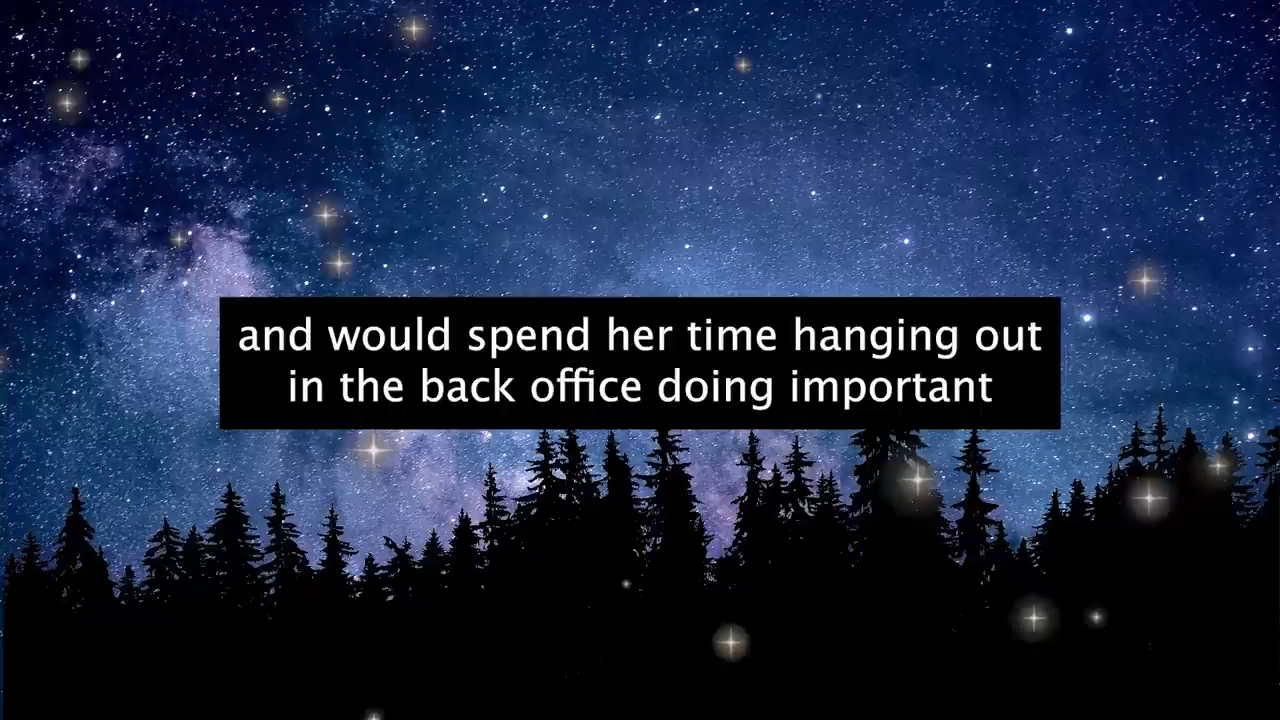 and would spend her time hanging out
in the back office doing important